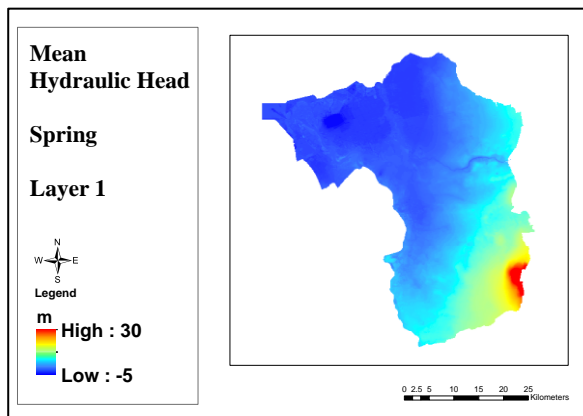 Mean
Hydraulic Head
Spring
Layer 1
N
W E
S
Legend
m
High : 30
Low : -5
0 2.5 5 10 15 20 25
Kilometers